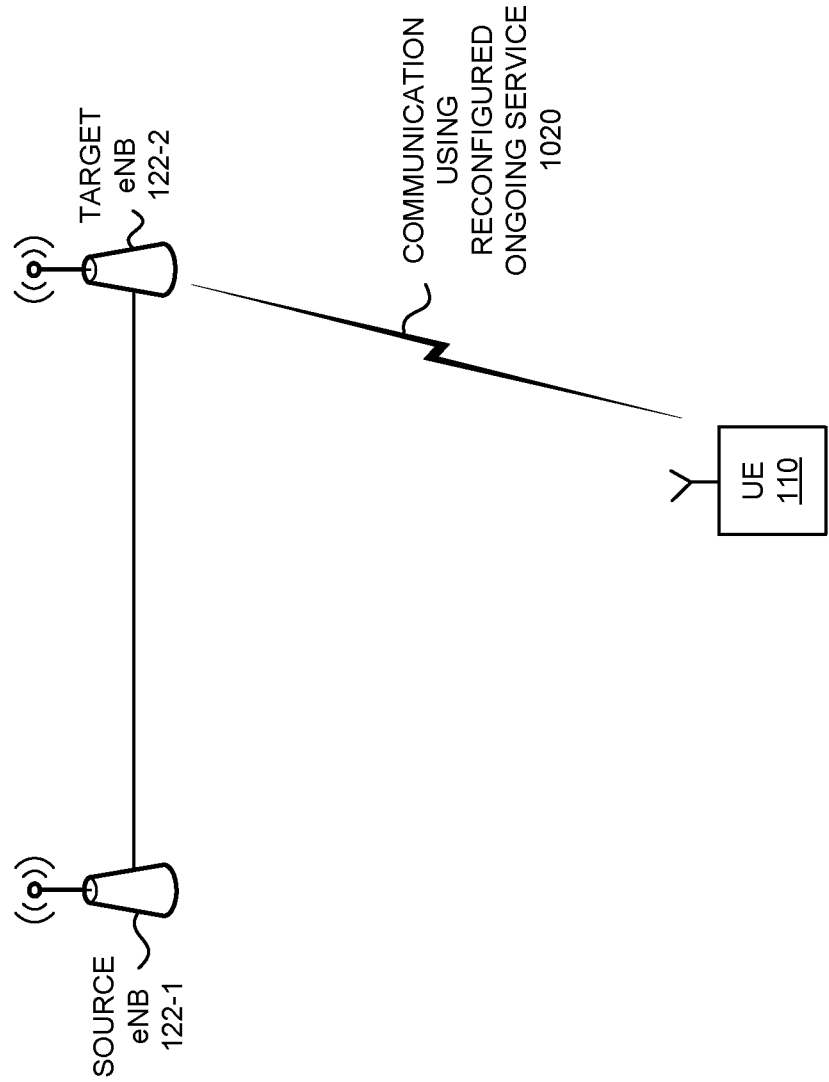 SOURCE
eNB
122-1
TARGET
eNB
122-2
COMMUNICATION
USING
RECONFIGURED
ONGOING SERVICE
1020
UE
110